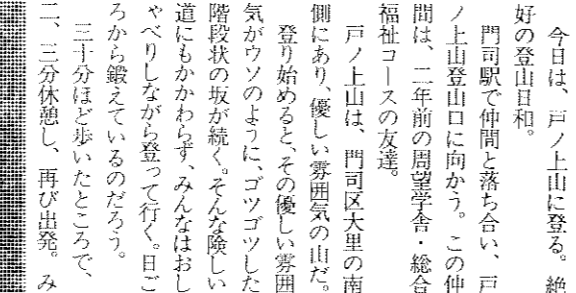 今日は、戸ノ上山に登る。絶
好の登山日和。
門司駅で仲間と落ち合い、戸
ノ上山登山口に向かう。この仲
間は、二年前の周望学舎・総合
福祉コースの友達。
戸ノ上山は、門司区大里の南
側にあり、優しい雰囲気の山だ。
登り始めると、その優しい雰囲
気がウソのように、ゴツゴツした
階段状の坂が続く。そんな険しい
道にもかかわらず、みんなはおし
ゃべりしながら登って行く。日ご
ろから鍛えているのだろう。
三十分ほど歩いたところで、
二、三分休憩し、再び出発。み